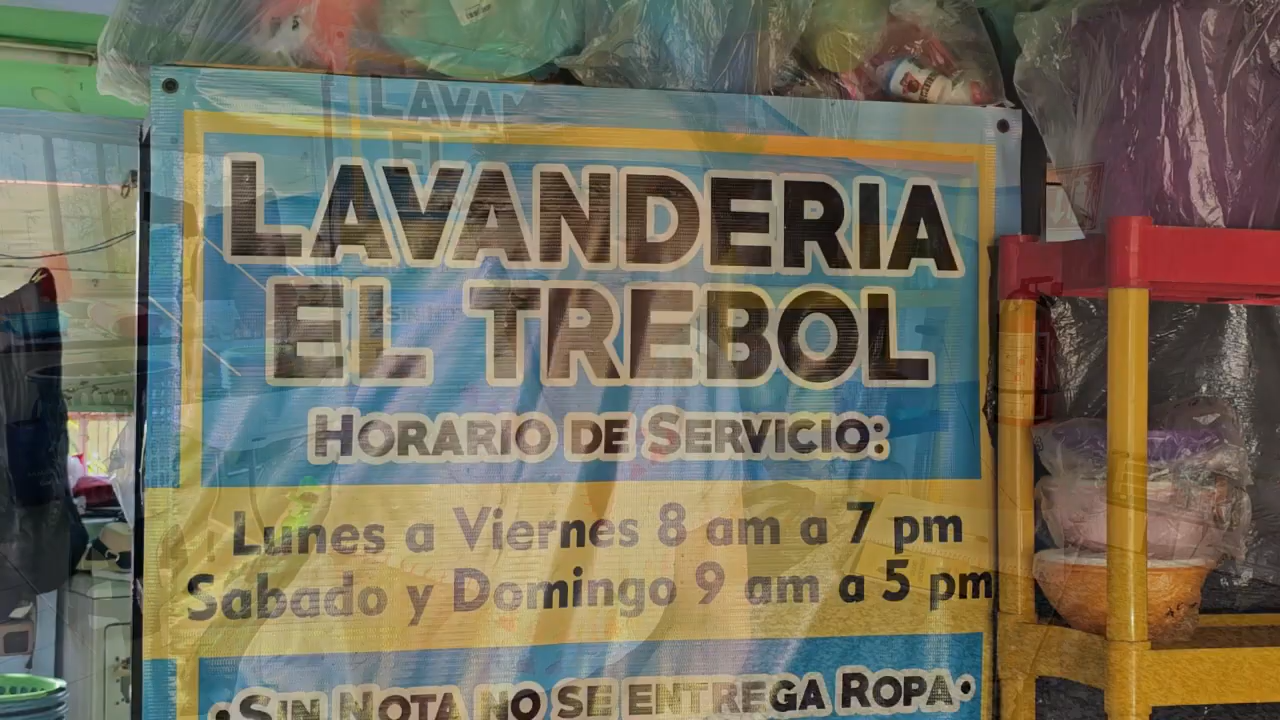 LAVANDERIA
EL TREBOL
HORARIO DE SERVICIO:
Lunes a Viernes 8 am a 7 pm
Sabado y Domingo 9 am a 5 pm
•SIN NOTA NO SE ENTREGA ROPA•